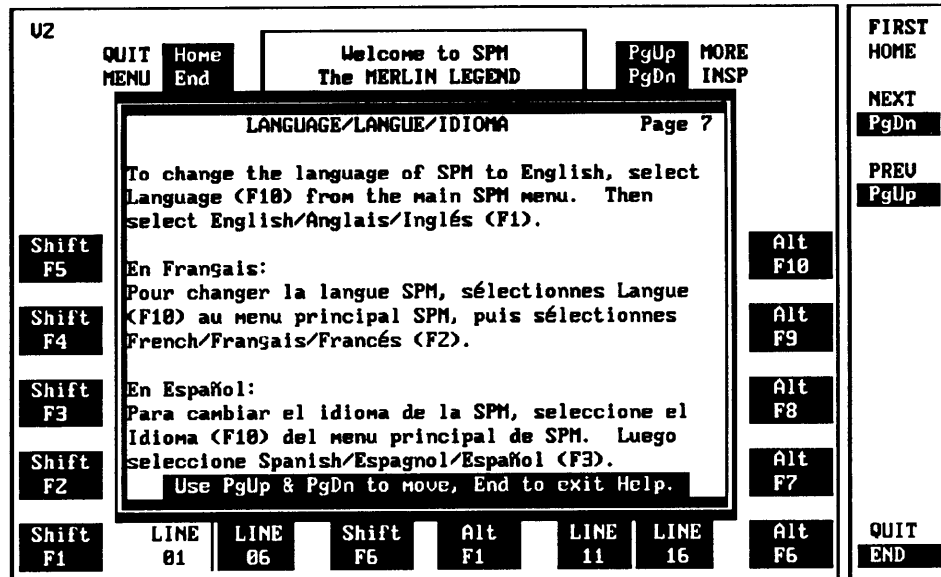 V2
QUIT Home
MENU End
Welcome to SPM
The MERLIN LEGEND
PgUp MORE
PgDn INSP
LANGUAGE/LANGUE/IDIOMA Page 7
To change the language of SPM to English, select
Language (F10) from the main SPM menu. Then
select English/Anglais/Inglés (F1).
En Français:
Pour changer la langue SPM, sélectionnes Langue
(F10) au menu principal SPM, puis sélectionnes
French/Français/Francés (F2).
En Español:
Para cambiar el idioma de la SPM, seleccione el
Idioma (F10) del menu principal de SPM. Luego
seleccione Spanish/Espagnol/Español (F3).
Use PgUp & PgDn to move, End to exit Help.
Shift
F5
Shift
F4
Shift
F3
Shift
F2
Shift
F1
LINE
01
LINE
06
Shift
F6
Alt
F1
LINE
11
LINE
16
Alt
F10
Alt
F9
Alt
F8
Alt
F7
Alt
F6
FIRST
HOME
NEXT
PgDn
PREV
PgUp
QUIT
END